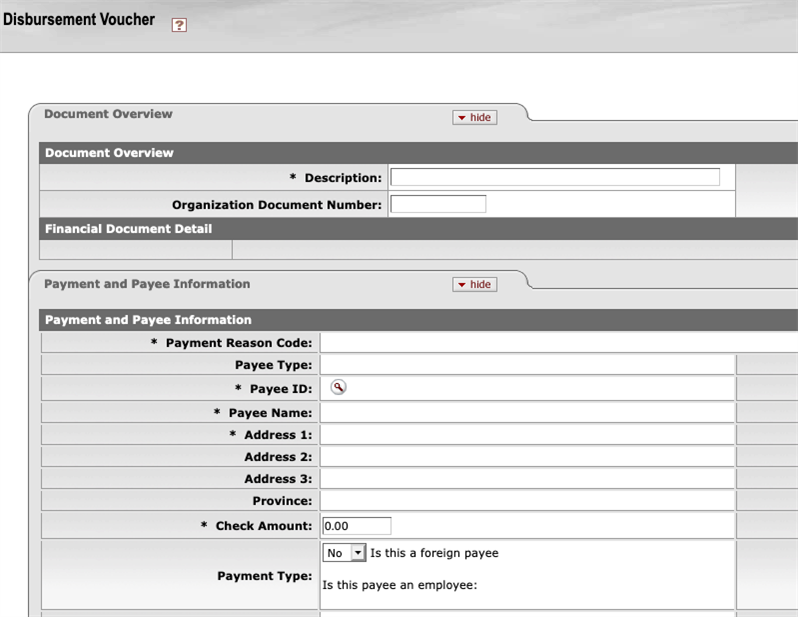 Disbursement Voucher ?
Document Overview hide
Document Overview
* Description:
Organization Document Number:
Financial Document Detail
Payment and Payee Information hide
Payment and Payee Information
* Payment Reason Code:
Payee Type:
* Payee ID:
* Payee Name:
* Address 1:
Address 2:
Address 3:
Province:
* Check Amount: 0.00
No Is this a foreign payee
Payment Type:
Is this payee an employee: